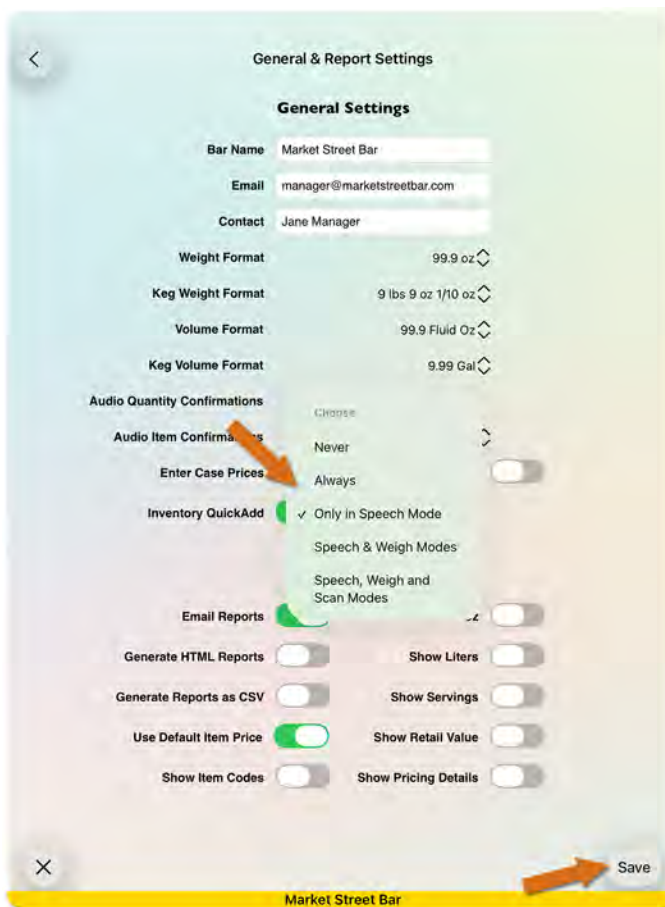 General & Report Settings
General Settings
Bar Name Market Street Bar
Email manager@marketstreetbar.com
Contact Jane Manager
Weight Format 99.9 oz
Keg Weight Format 9 lbs 9 oz 1/10 oz
Volume Format 99.9 Fluid Oz
Keg Volume Format 9.99 Gal
Audio Quantity Confirmations
Choose
Audio Item Confirma s
Never
Enter Case Prices
Always
Inventory QuickAdd
✓ Only in Speech Mode
Speech & Weigh Modes
Speech, Weigh and
Scan Modes
Email Reports
Generate HTML Reports Show Liters
Generate Reports as CSV Show Servings
Use Default Item Price Show Retail Value
Show Item Codes Show Pricing Details
Save
Market Street Bar